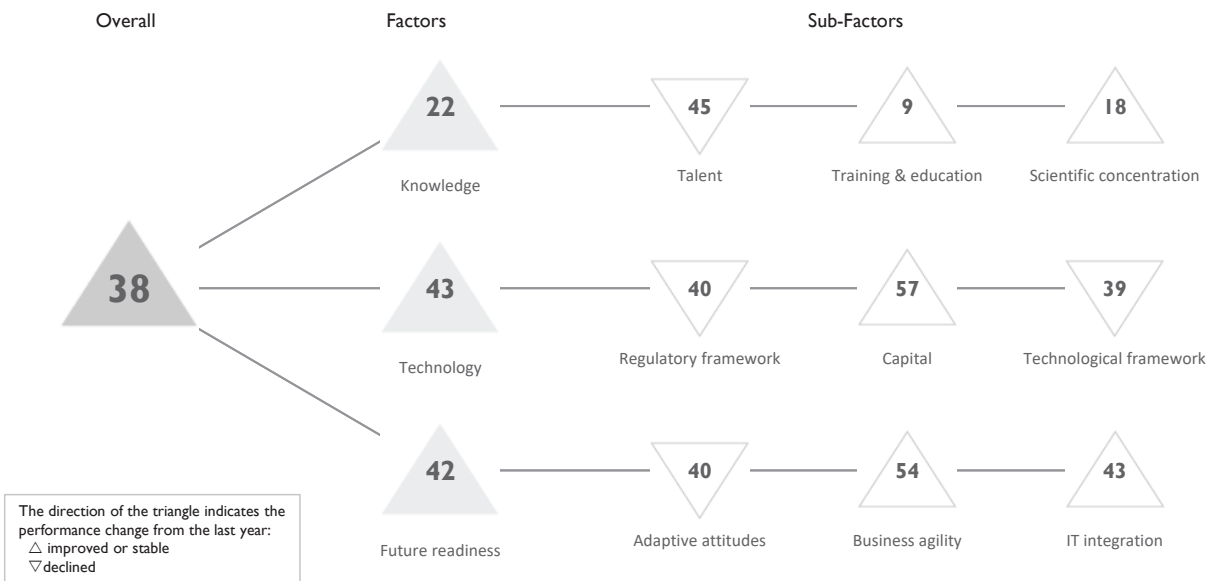 Overall
Factors
Sub-Factors
22
45
9
18
Knowledge
Talent
Training & education
Scientific concentration
38
43
40
57
39
Technology
Regulatory framework
Capital
Technological framework
42
40
54
43
Future readiness
Adaptive attitudes
Business agility
IT integration
The direction of the triangle indicates the
performance change from the last year:
△ improved or stable
▽ declined